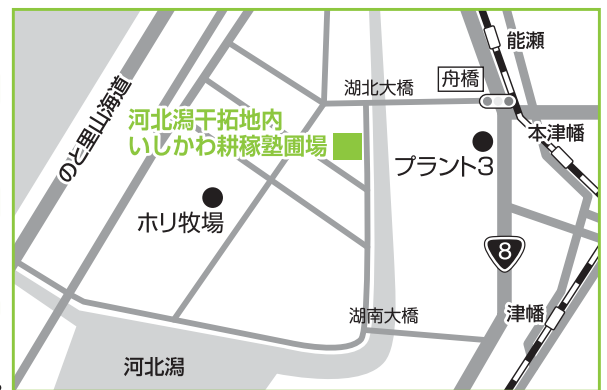 能瀬
舟橋
湖北大橋
のと里山海道
河北潟干拓地内
いしかわ耕稼塾圃場
本津幡
プラント3
ホリ牧場
8
湖南大橋
津幡
河北潟